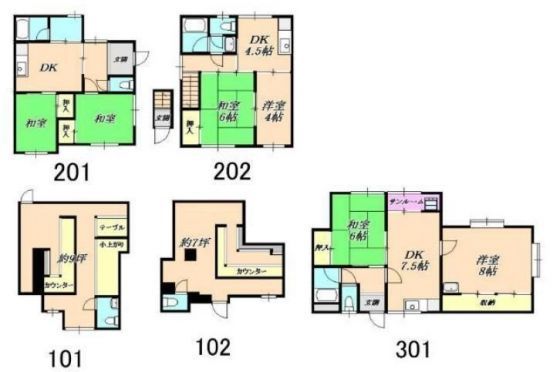 DK
玄関
和室
押入
押入
和室
201
DK
4.5帖
和室
6帖
洋室
4帖
押入
玄関
202
約9坪
テーブル
小上がり
カウンター
101
約7坪
カウンター
102
サンルーム
和室
6帖
押入
DK
7.5帖
洋室
8帖
玄関
収納
301